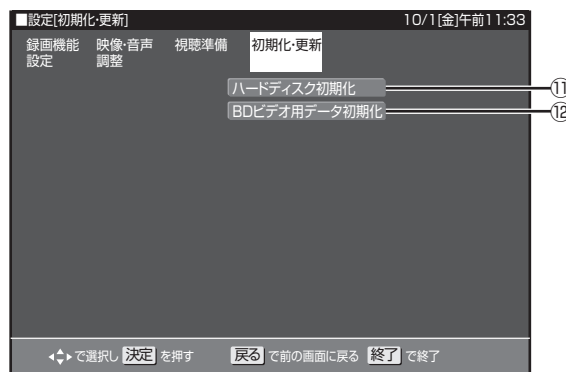 ■設定[初期化・更新] 10/1[金]午前11:33
録画機能設定 映像・音声調整 視聴準備 初期化・更新
ハードディスク初期化 ⑪
BDビデオ用データ初期化 ⑫
で選択し 決定 を押す 戻る で前の画面に戻る 終了 で終了